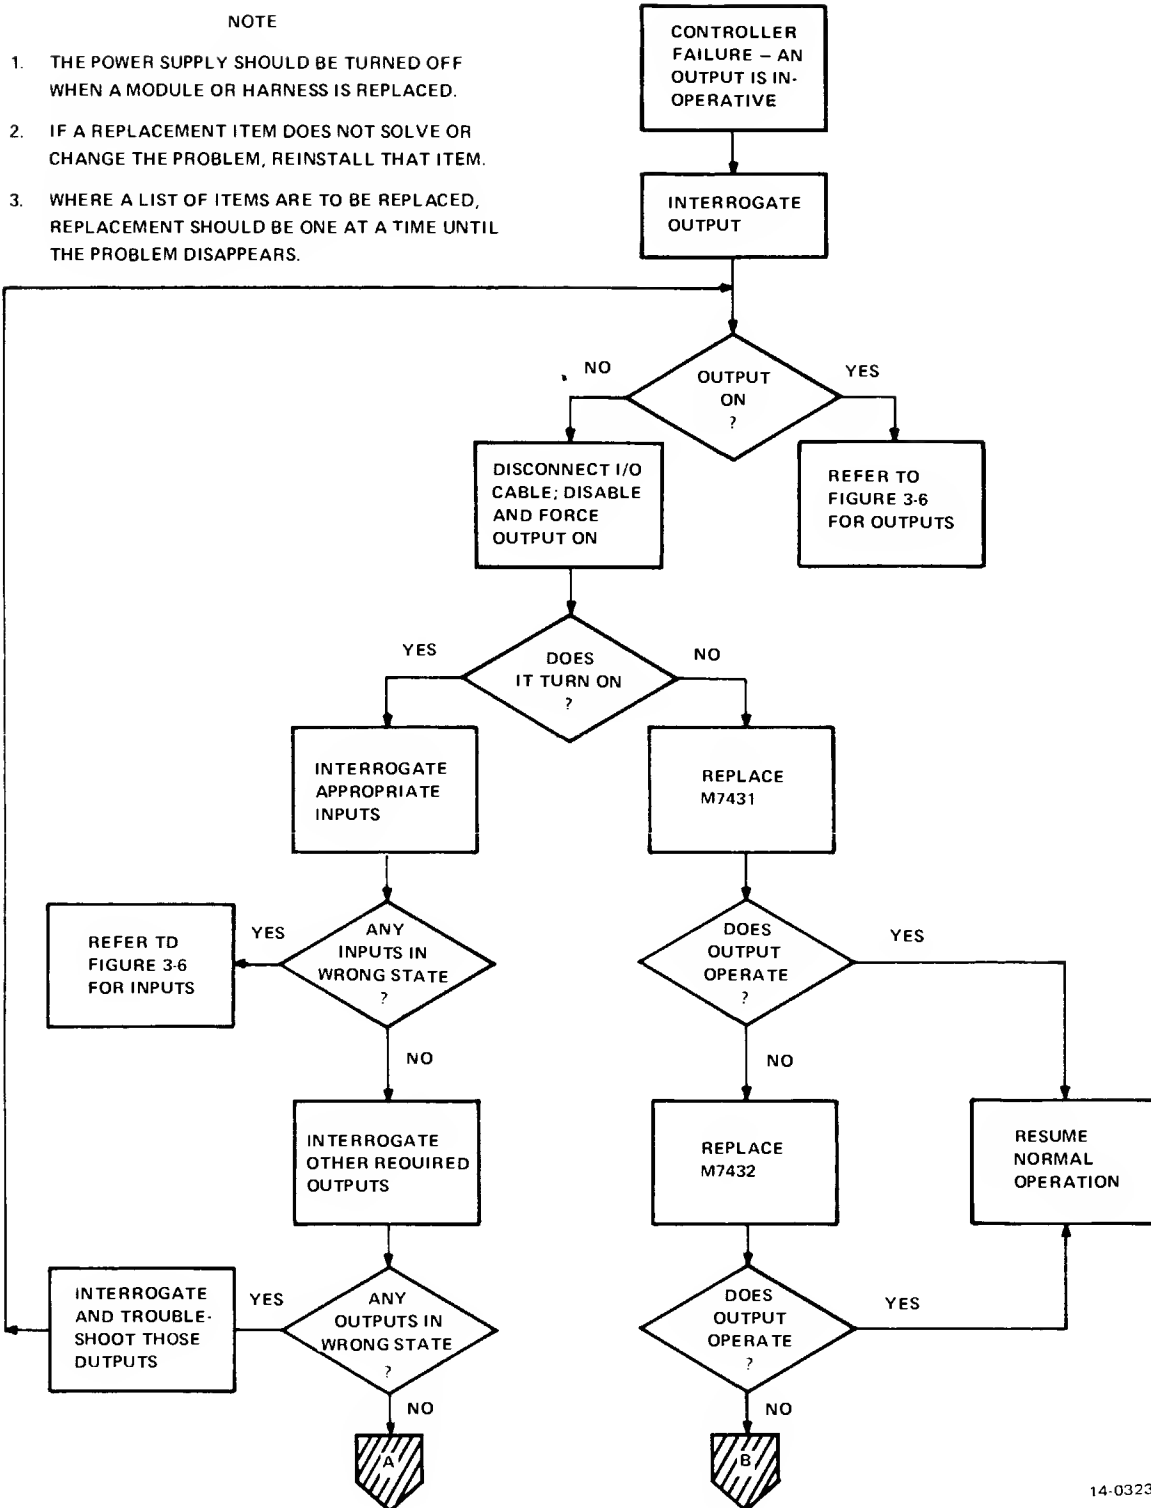 NOTE
1. THE POWER SUPPLY SHOULD BE TURNED OFF
WHEN A MODULE OR HARNESS IS REPLACED.
2. IF A REPLACEMENT ITEM DOES NOT SOLVE OR
CHANGE THE PROBLEM, REINSTALL THAT ITEM.
3. WHERE A LIST OF ITEMS ARE TO BE REPLACED,
REPLACEMENT SHOULD BE ONE AT A TIME UNTIL
THE PROBLEM DISAPPEARS.
CONTROLLER
FAILURE – AN
OUTPUT IS IN-
OPERATIVE
INTERROGATE
OUTPUT
OUTPUT
ON
?
NO
YES
DISCONNECT I/O
CABLE; DISABLE
AND FORCE
OUTPUT ON
REFER TO
FIGURE 3-6
FOR OUTPUTS
DOES
IT TURN ON
?
YES
NO
INTERROGATE
APPROPRIATE
INPUTS
REPLACE
M7431
REFER TD
FIGURE 3-6
FOR INPUTS
YES
ANY
INPUTS IN
WRONG STATE
?
NO
DOES
OUTPUT
OPERATE
?
YES
NO
INTERROGATE
OTHER REQUIRED
OUTPUTS
REPLACE
M7432
RESUME
NORMAL
OPERATION
INTERROGATE
AND TROUBLE-
SHOOT THOSE
DUTPUTS
YES
ANY
OUTPUTS IN
WRONG STATE
?
NO
DOES
OUTPUT
OPERATE
?
YES
NO
A
B
14-0323